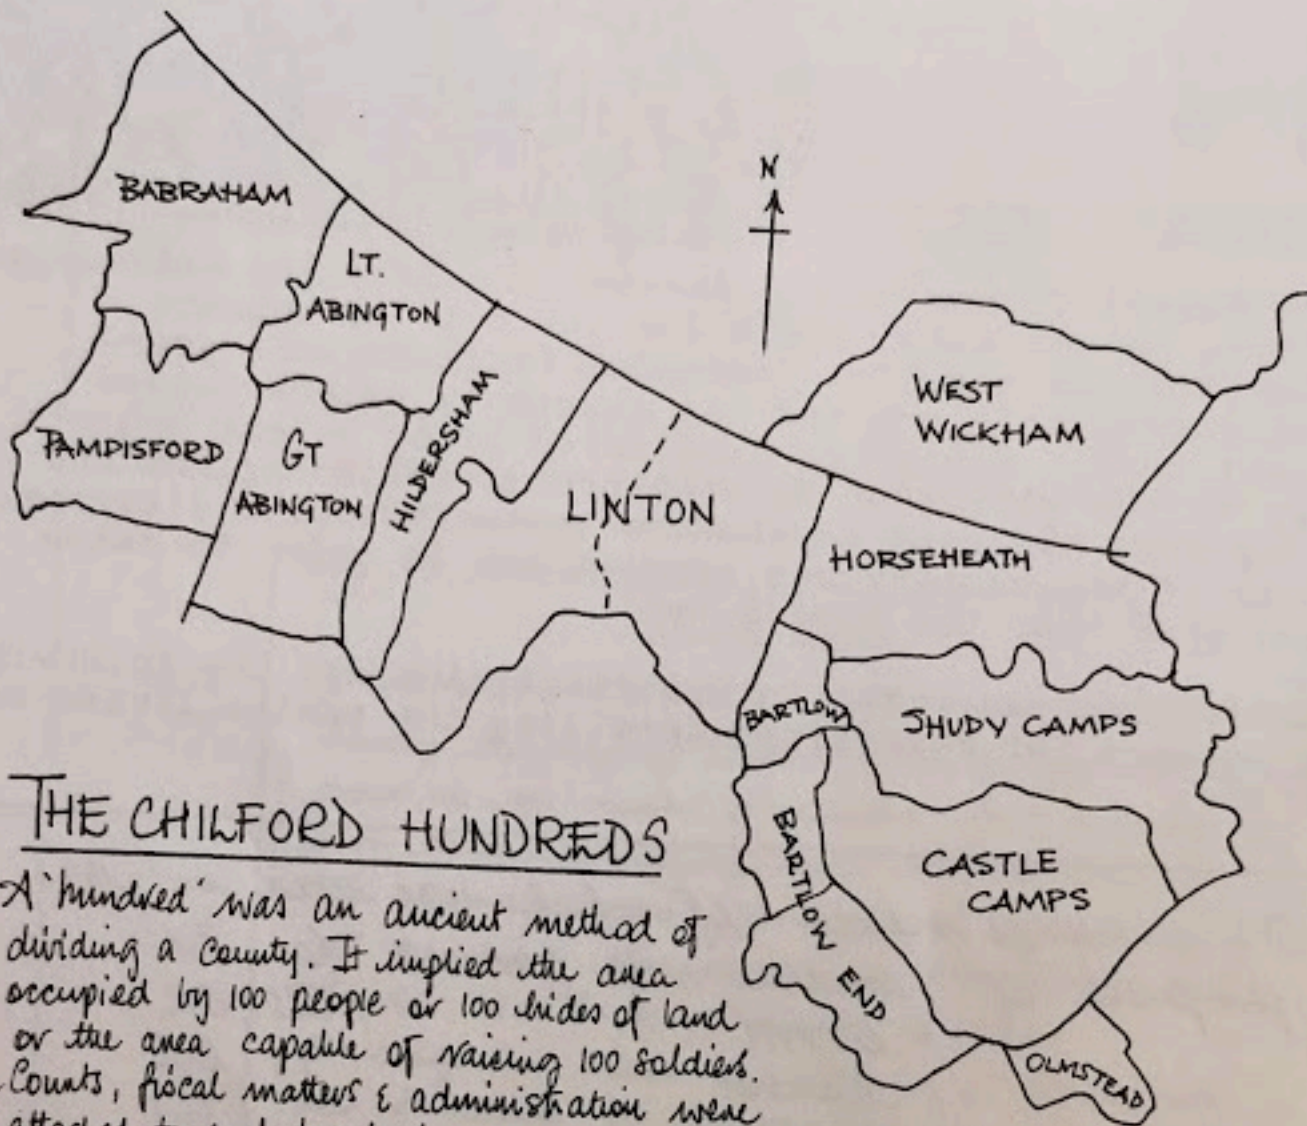 BABRAHAM
N
LT.
ABINGTON
WEST
WICKHAM
PAMPISFORD
GT
ABINGTON
HILDERSHAM
LINTON
HORSEHEATH
BARTLOW
SHUDY CAMPS
THE CHILFORD HUNDREDS
BARTLOW END
CASTLE
CAMPS
OLMSTEAD
A 'hundred' was an ancient method of
dividing a county. It implied the area
occupied by 100 people or 100 hides of land
or the area capable of raising 100 soldiers.
Courts, fiscal matters & administration were